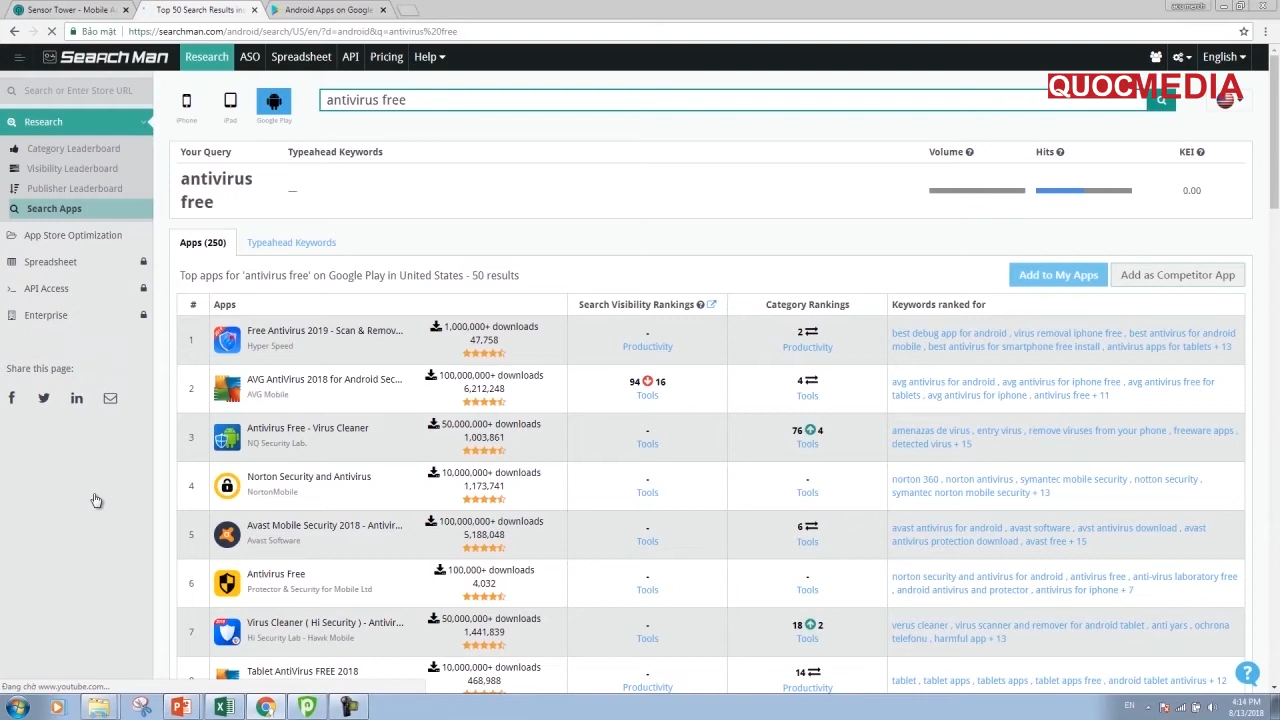 Sensor Tower - Mobile A
Top 50 Search Results in
Android Apps on Google
Bảo mật
https://searchman.com/android/search/US/en/?d=android&q=antivirus%20free
Search Man
Research
ASO
Spreadsheet
API
Pricing
Help
English
Search or Enter Store URL
Research
Category Leaderboard
Visibility Leaderboard
Publisher Leaderboard
Search Apps
App Store Optimization
Spreadsheet
API Access
Enterprise
Share this page:
iPhone
iPad
Google Play
antivirus free
QUOCMEDIA
Your Query
Typeahead Keywords
Volume
Hits
KEI
antivirus
free
—
0.00
Apps (250)
Typeahead Keywords
Top apps for 'antivirus free' on Google Play in United States - 50 results
Add to My Apps
Add as Competitor App
#
Apps
Search Visibility Rankings
Category Rankings
Keywords ranked for
1
Free Antivirus 2019 - Scan & Remov...
Hyper Speed
1,000,000+ downloads
47,758
-
Productivity
2
Productivity
best debug app for android , virus removal iphone free , best antivirus for android
mobile , best antivirus for smartphone free install , antivirus apps for tablets + 13
2
AVG AntiVirus 2018 for Android Sec...
AVG Mobile
100,000,000+ downloads
6,212,248
94 16
Tools
4
Tools
avg antivirus for android , avg antivirus for iphone free , avg antivirus free for
tablets , avg antivirus for iphone , antivirus free + 11
3
Antivirus Free - Virus Cleaner
NQ Security Lab.
50,000,000+ downloads
1,003,861
-
Tools
76 4
Tools
amenazas de virus , entry virus , remove viruses from your phone , freeware apps ,
detected virus + 15
4
Norton Security and Antivirus
NortonMobile
10,000,000+ downloads
1,173,741
-
Tools
-
Tools
norton 360 , norton antivirus , symantec mobile security , notton security ,
symantec norton mobile security + 13
5
Avast Mobile Security 2018 - Antivir...
Avast Software
100,000,000+ downloads
5,188,048
-
Tools
6
Tools
avast antivirus for android , avast software , avst antivirus download , avast
antivirus protection download , avast free + 15
6
Antivirus Free
Protector & Security for Mobile Ltd
100,000+ downloads
4,032
-
Tools
-
Tools
norton security and antivirus for android , antivirus free , anti-virus laboratory free
, android antivirus and protector , antivirus for iphone + 7
7
Virus Cleaner ( Hi Security ) - Antivir...
Hi Security Lab - Hawk Mobile
50,000,000+ downloads
1,441,839
-
Tools
18 2
Tools
verus cleaner , virus scanner and remover for android tablet , anti yars , ochrona
telefonu , harmful app + 13
Tablet AntiVirus FREE 2018
10,000,000+ downloads
468,988
-
Productivity
14
Productivity
tablet , tablet apps , tablets apps , tablet apps free , android tablet antivirus + 12
Đang chờ www.youtube.com...
EN
4:14 PM
8/13/2018